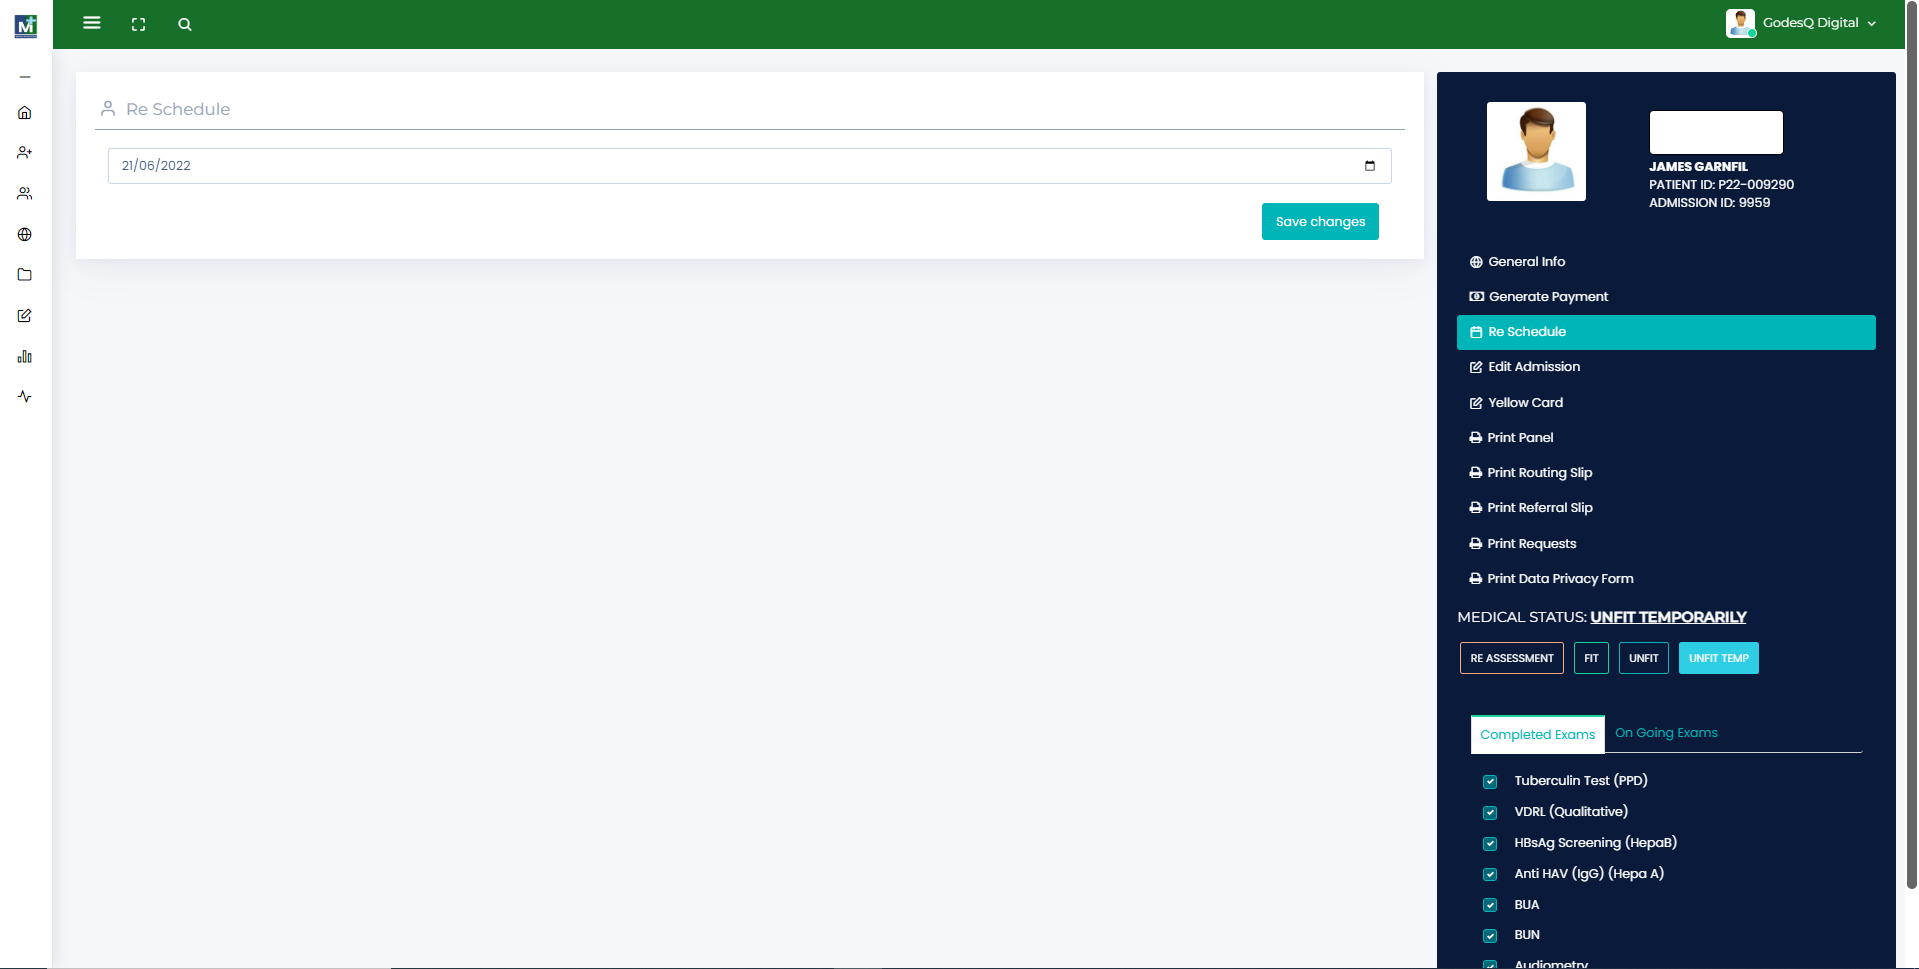 M
GodesQ Digital
Re Schedule
21/06/2022
Save changes
JAMES GARNFIL
PATIENT ID: P22-009290
ADMISSION ID: 9959
General Info
Generate Payment
Re Schedule
Edit Admission
Yellow Card
Print Panel
Print Routing Slip
Print Referral Slip
Print Requests
Print Data Privacy Form
MEDICAL STATUS: UNFIT TEMPORARILY
RE ASSESSMENT FIT UNFIT UNFIT TEMP
Completed Exams On Going Exams
Tuberculin Test (PPD)
VDRL (Qualitative)
HBsAg Screening (HepaB)
Anti HAV (IgG) (Hepa A)
BUA
BUN
Audiometry